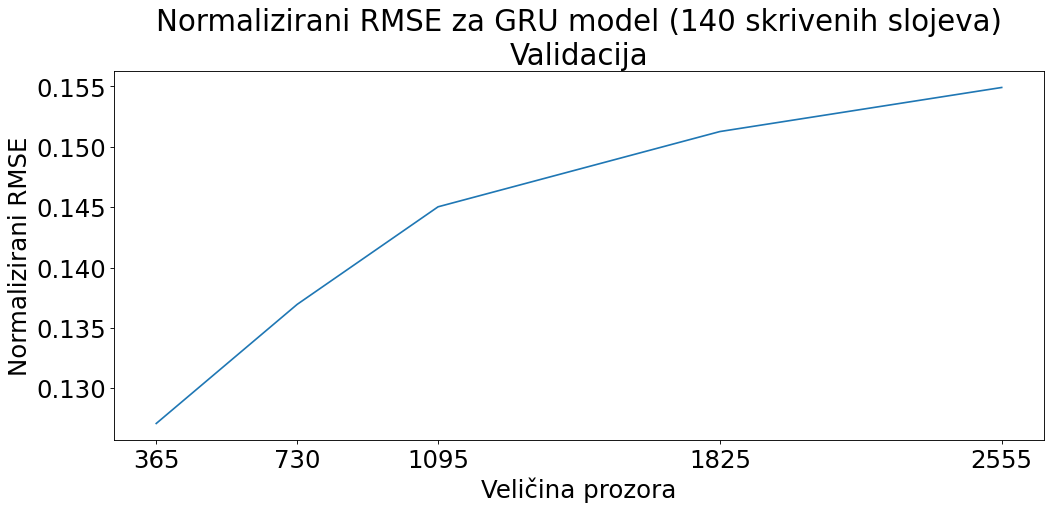 Normalizirani RMSE za GRU model (140 skrivenih slojeva)
Validacija
Normalizirani RMSE
0.155
0.150
0.145
0.140
0.135
0.130
365 730 1095 1825 2555
Veličina prozora